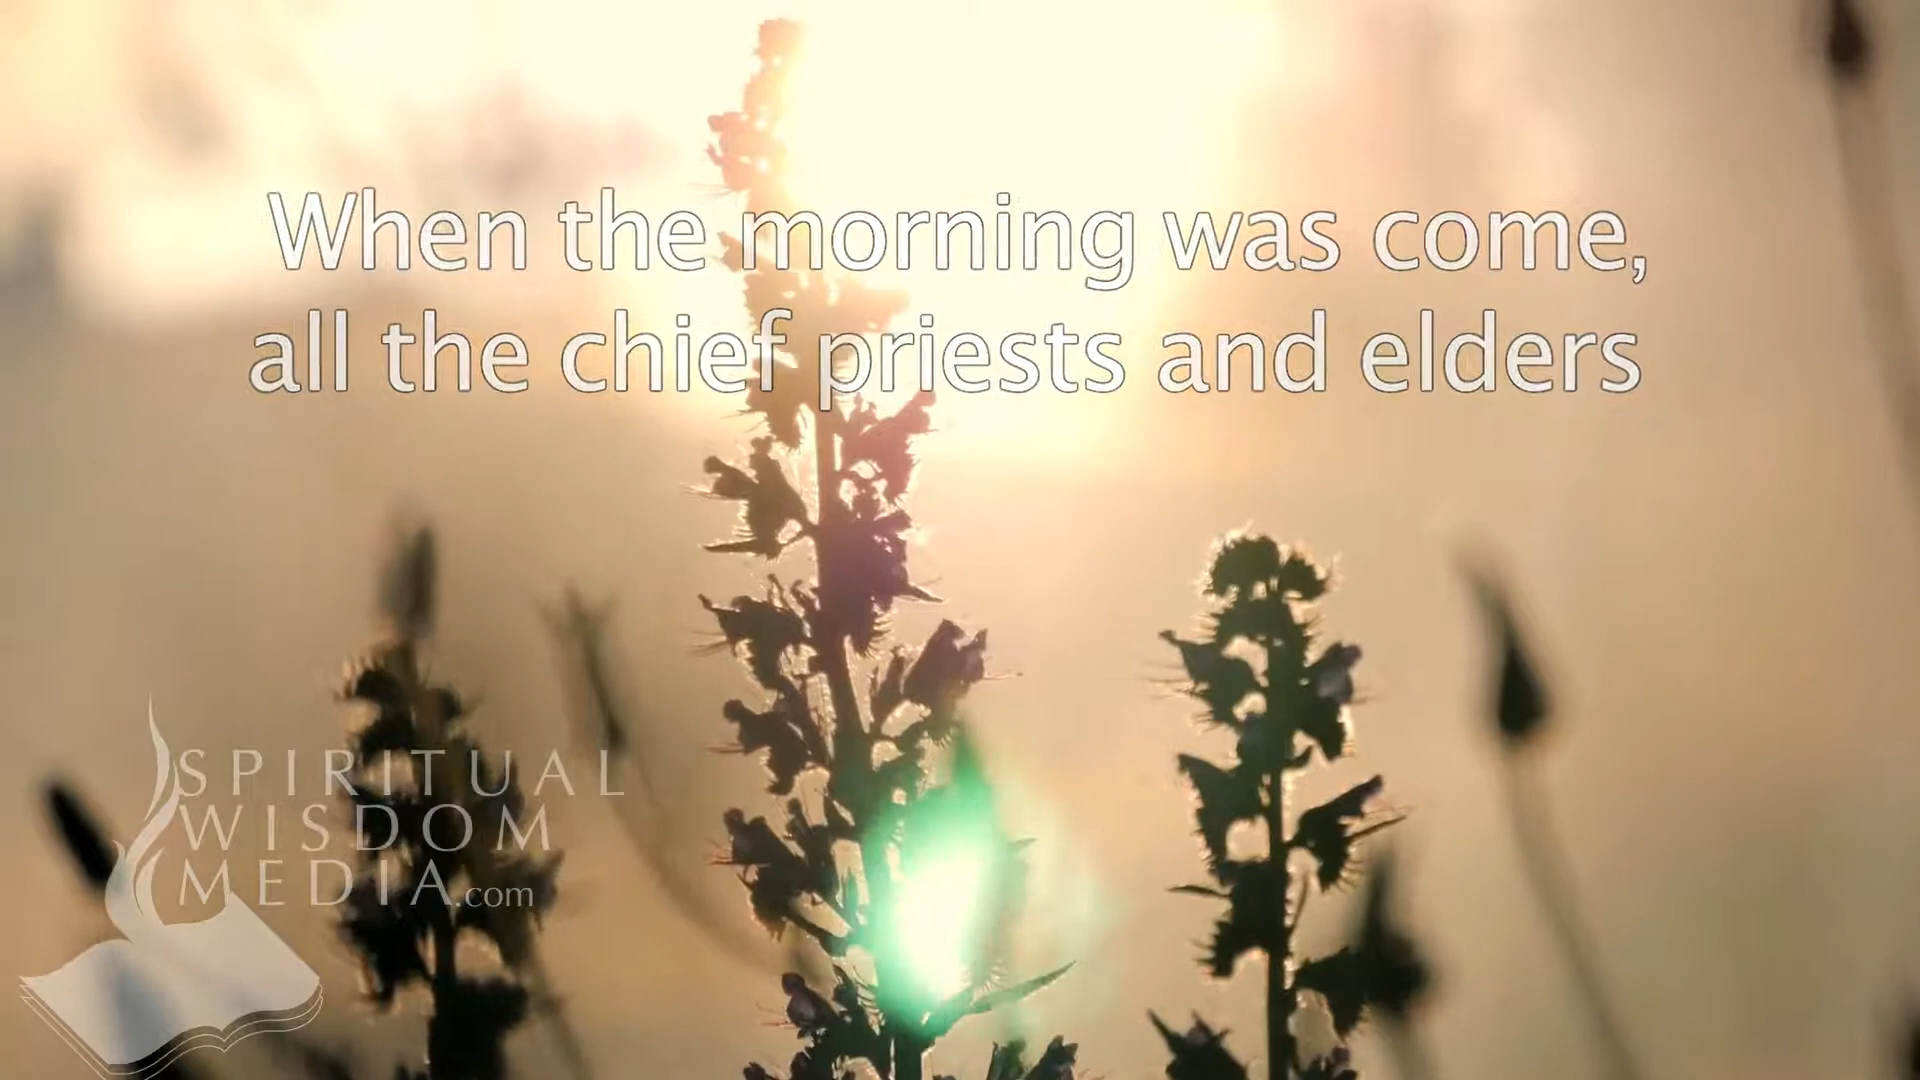 When the morning was come,
all the chief priests and elders
SPIRITUAL
WISDOM
MEDIA.com